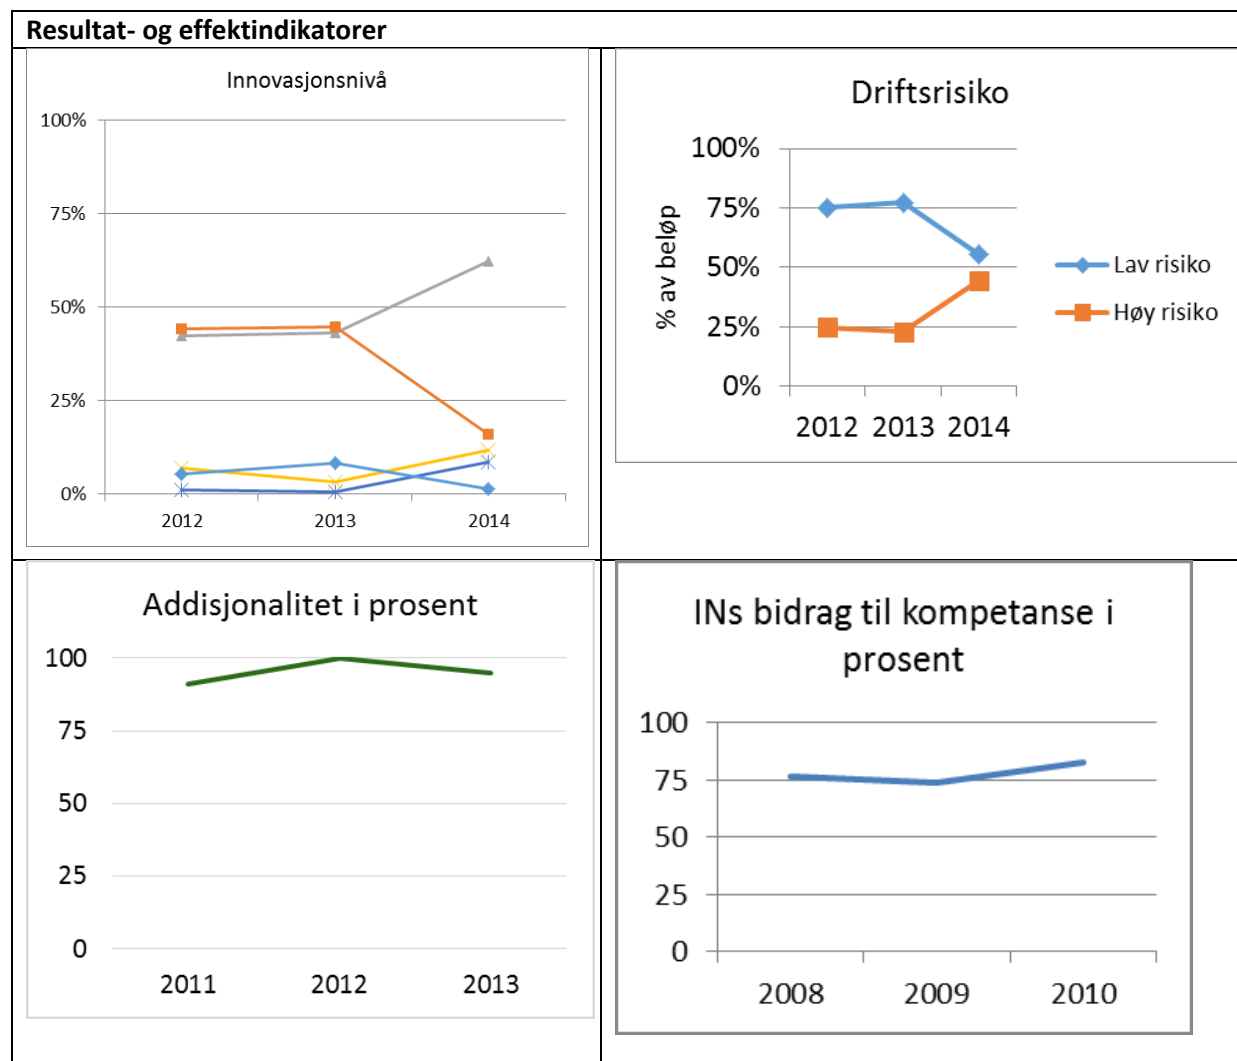 Resultat- og effektindikatorer
Innovasjonsnivå
100%
75%
50%
25%
0%
2012 2013 2014
Driftsrisiko
% av beløp
100%
75%
50%
25%
0%
2012 2013 2014
Lav risiko
Høy risiko
Addisjonalitet i prosent
100
75
50
25
0
2011 2012 2013
INs bidrag til kompetanse i
prosent
100
75
50
25
0
2008 2009 2010